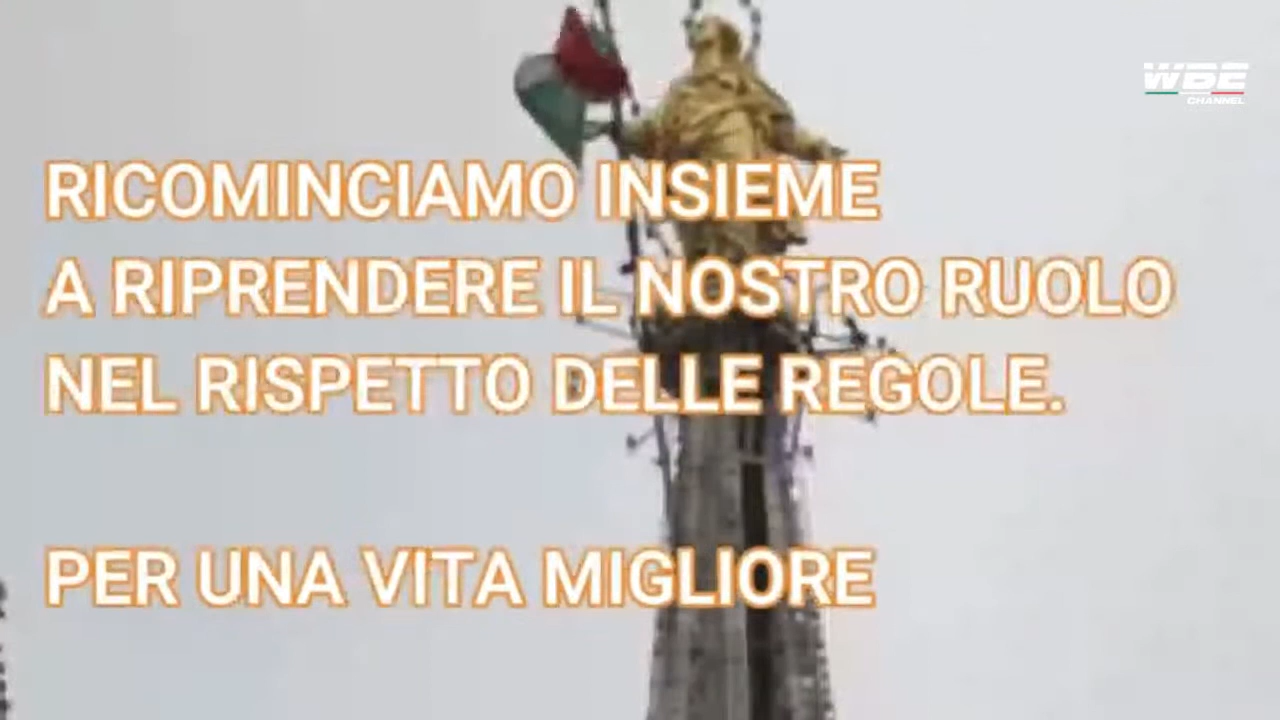 WBE
CHANNEL
RICOMINCIAMO INSIEME
A RIPRENDERE IL NOSTRO RUOLO
NEL RISPETTO DELLE REGOLE.
PER UNA VITA MIGLIORE